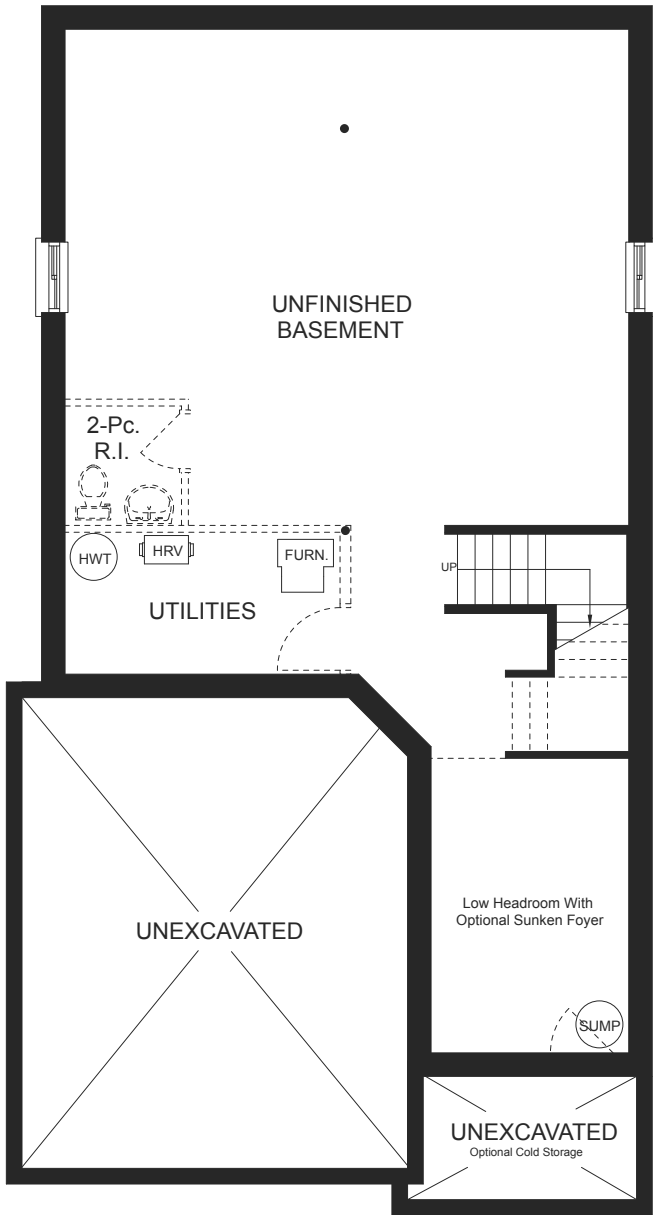 UNFINISHED
BASEMENT
2-Pc.
R.I.
HWT
HRV
FURN.
UP
UTILITIES
Low Headroom With
Optional Sunken Foyer
UNEXCAVATED
SUMP
UNEXCAVATED
Optional Cold Storage